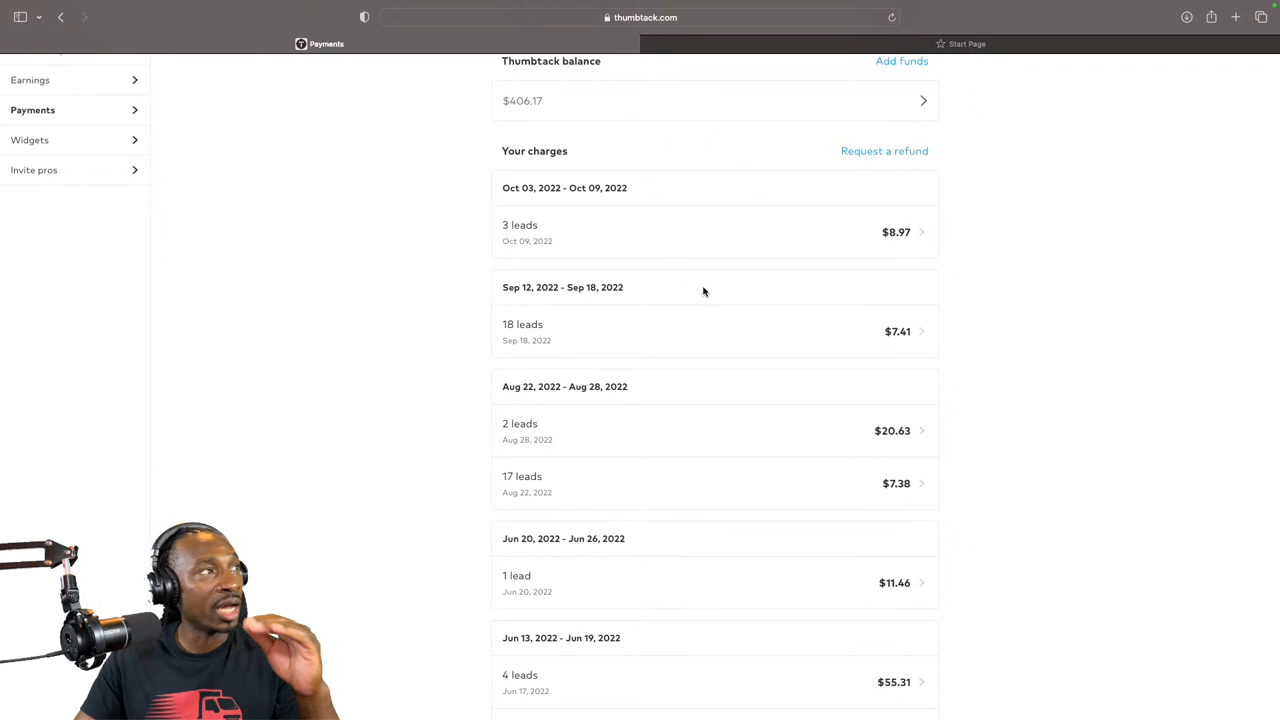 thumbtack.com
Payments
Start Page
Earnings
Payments
Widgets
Invite pros
Thumbtack balance
Add funds
$406.17
Your charges
Request a refund
Oct 03, 2022 - Oct 09, 2022
3 leads
$8.97
Oct 09, 2022
Sep 12, 2022 - Sep 18, 2022
18 leads
$7.41
Sep 18, 2022
Aug 22, 2022 - Aug 28, 2022
2 leads
$20.63
Aug 28, 2022
17 leads
$7.38
Aug 22, 2022
Jun 20, 2022 - Jun 26, 2022
1 lead
$11.46
Jun 20, 2022
Jun 13, 2022 - Jun 19, 2022
4 leads
$55.31
Jun 17, 2022